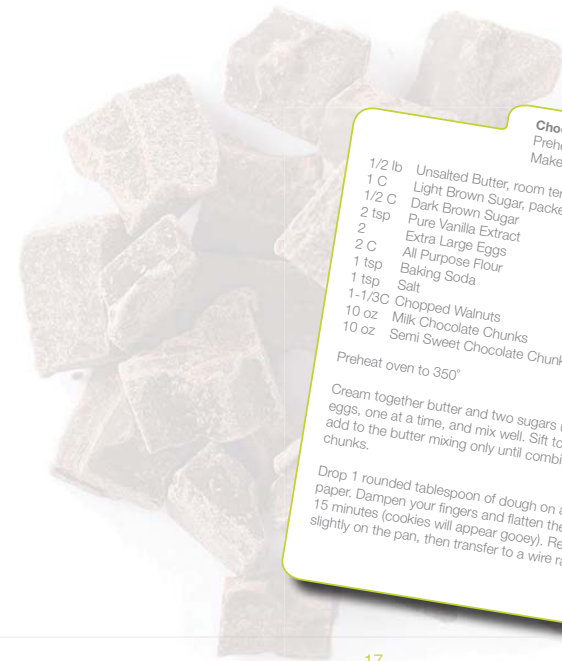 Choc
Prehe
Make
1/2 lb Unsalted Butter, room tem
1 C Light Brown Sugar, packe
1/2 C Dark Brown Sugar
2 tsp Pure Vanilla Extract
2 Extra Large Eggs
2 C All Purpose Flour
1 tsp Baking Soda
1 tsp Salt
1-1/3C Chopped Walnuts
10 oz Milk Chocolate Chunks
10 oz Semi Sweet Chocolate Chunk
Preheat oven to 350°
Cream together butter and two sugars
eggs, one at a time, and mix well. Sift to
add to the butter mixing only until combi
chunks.
Drop 1 rounded tablespoon of dough on a
paper. Dampen your fingers and flatten the
15 minutes (cookies will appear gooey). Re
slightly on the pan, then transfer to a wire ra
17